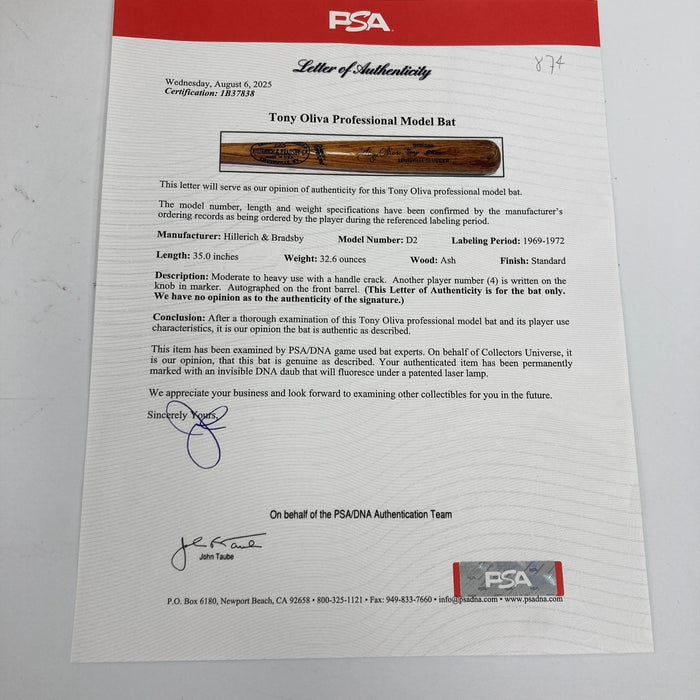 PSA
Letter of Authenticity
874
Wednesday, August 6, 2025
Certification: 1B37838
Tony Oliva Professional Model Bat
This letter will serve as our opinion of authenticity for this Tony Oliva professional model bat.
The model number, length and weight specifications have been confirmed by the manufacturer's
ordering records as being ordered by the player during the referenced labeling period.
Manufacturer: Hillerich & Bradsby Model Number: D2 Labeling Period: 1969-1972
Length: 35.0 inches Weight: 32.6 ounces Wood: Ash Finish: Standard
Description: Moderate to heavy use with a handle crack. Another player number (4) is written on the
knob in marker. Autographed on the front barrel. (This Letter of Authenticity is for the bat only.
We have no opinion as to the authenticity of the signature.)
Conclusion: After a thorough examination of this Tony Oliva professional model bat and its player use
characteristics, it is our opinion the bat is authentic as described.
This item has been examined by PSA/DNA game used bat experts. On behalf of Collectors Universe, it
is our opinion, that this bat is genuine as described. Your authenticated item has been permanently
marked with an invisible DNA daub that will fluoresce under a patented laser lamp.
We appreciate your business and look forward to examining other collectibles for you in the future.
Sincerely Yours,
On behalf of the PSA/DNA Authentication Team
John Taube
PSA
P.O. Box 6180, Newport Beach, CA 92658 • 800-325-1121 • Fax: 949-833-7660 • info@psadna.com • www.psadna.com